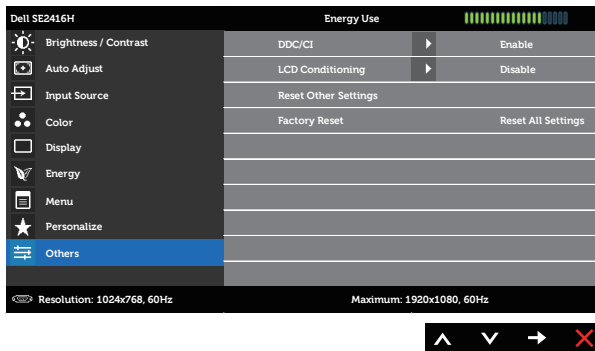 Dell SE2416H Energy Use
Brightness / Contrast DDC/CI Enable
Auto Adjust LCD Conditioning Disable
Input Source Reset Other Settings
Color Factory Reset Reset All Settings
Display
Energy
Menu
Personalize
Others
Resolution: 1024x768, 60Hz Maximum: 1920x1080, 60Hz